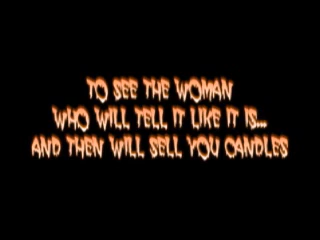 TO SEE THE WOMAN
WHO WILL TELL IT LIKE IT IS...
AND THEN WILL SELL YOU CANDLES